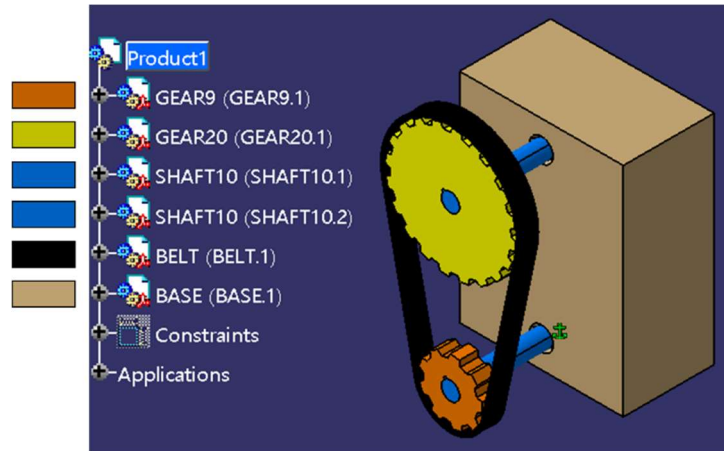 Product1
GEAR9 (GEAR9.1)
GEAR20 (GEAR20.1)
SHAFT10 (SHAFT10.1)
SHAFT10 (SHAFT10.2)
BELT (BELT.1)
BASE (BASE.1)
Constraints
Applications